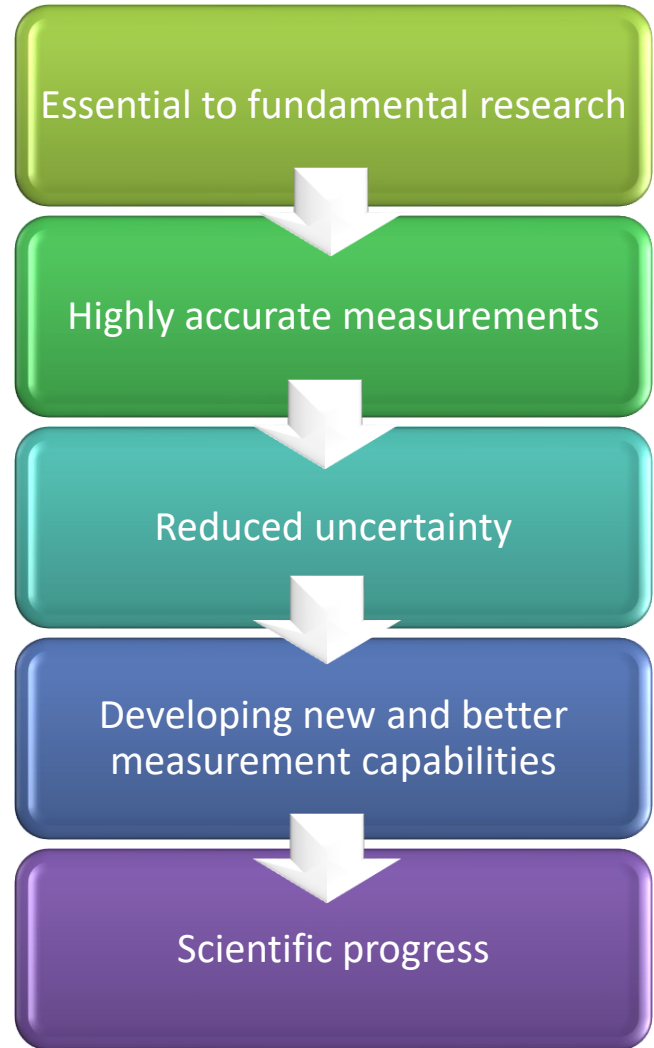 Essential to fundamental research
Highly accurate measurements
Reduced uncertainty
Developing new and better
measurement capabilities
Scientific progress